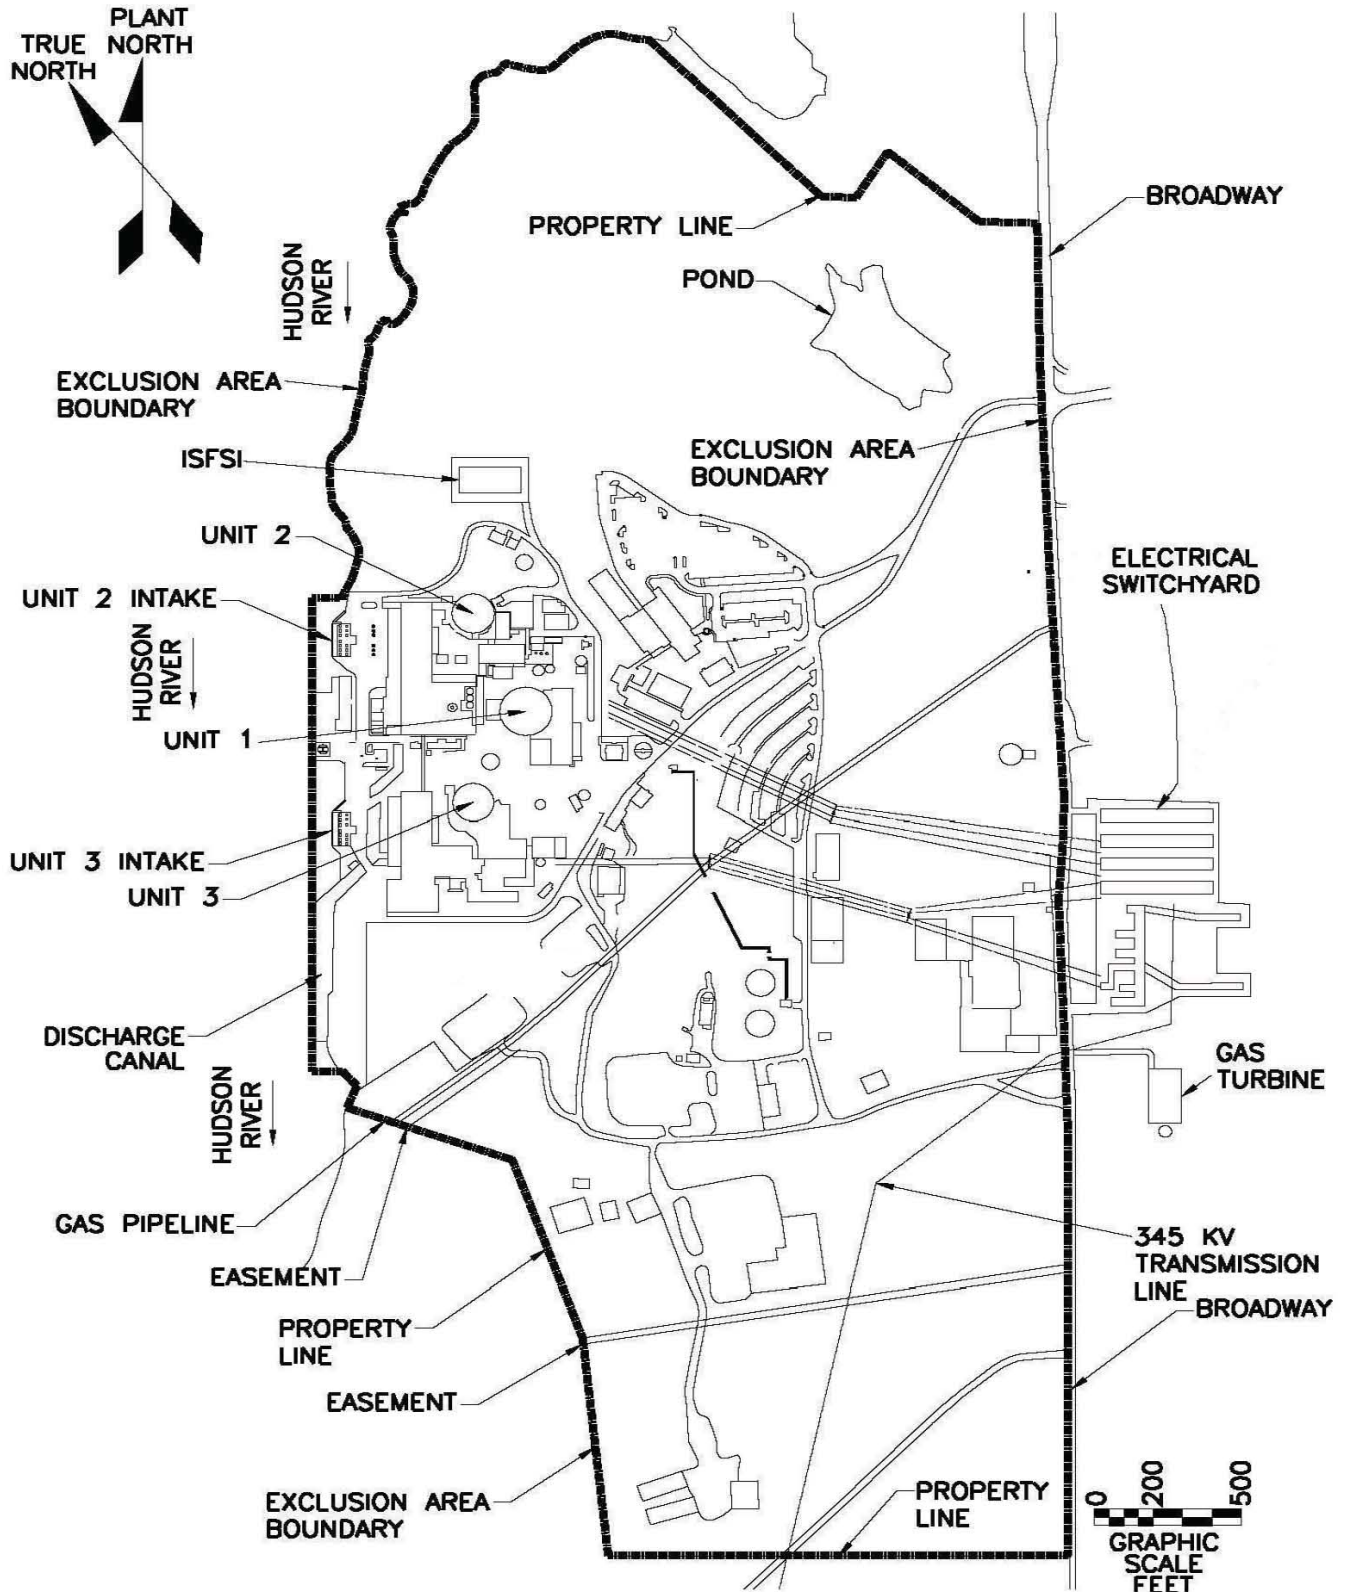 PLANT
NORTH
TRUE
NORTH
BROADWAY
PROPERTY LINE
HUDSON
RIVER
POND
EXCLUSION AREA
BOUNDARY
ISFSI
EXCLUSION AREA
BOUNDARY
UNIT 2
ELECTRICAL
SWITCHYARD
UNIT 2 INTAKE
HUDSON
RIVER
UNIT 1
UNIT 3 INTAKE
UNIT 3
DISCHARGE
CANAL
GAS
TURBINE
HUDSON
RIVER
GAS PIPELINE
345 KV
TRANSMISSION
LINE
EASEMENT
BROADWAY
PROPERTY
LINE
EASEMENT
EXCLUSION AREA
BOUNDARY
PROPERTY
LINE
0 200 500
GRAPHIC
SCALE
FEET